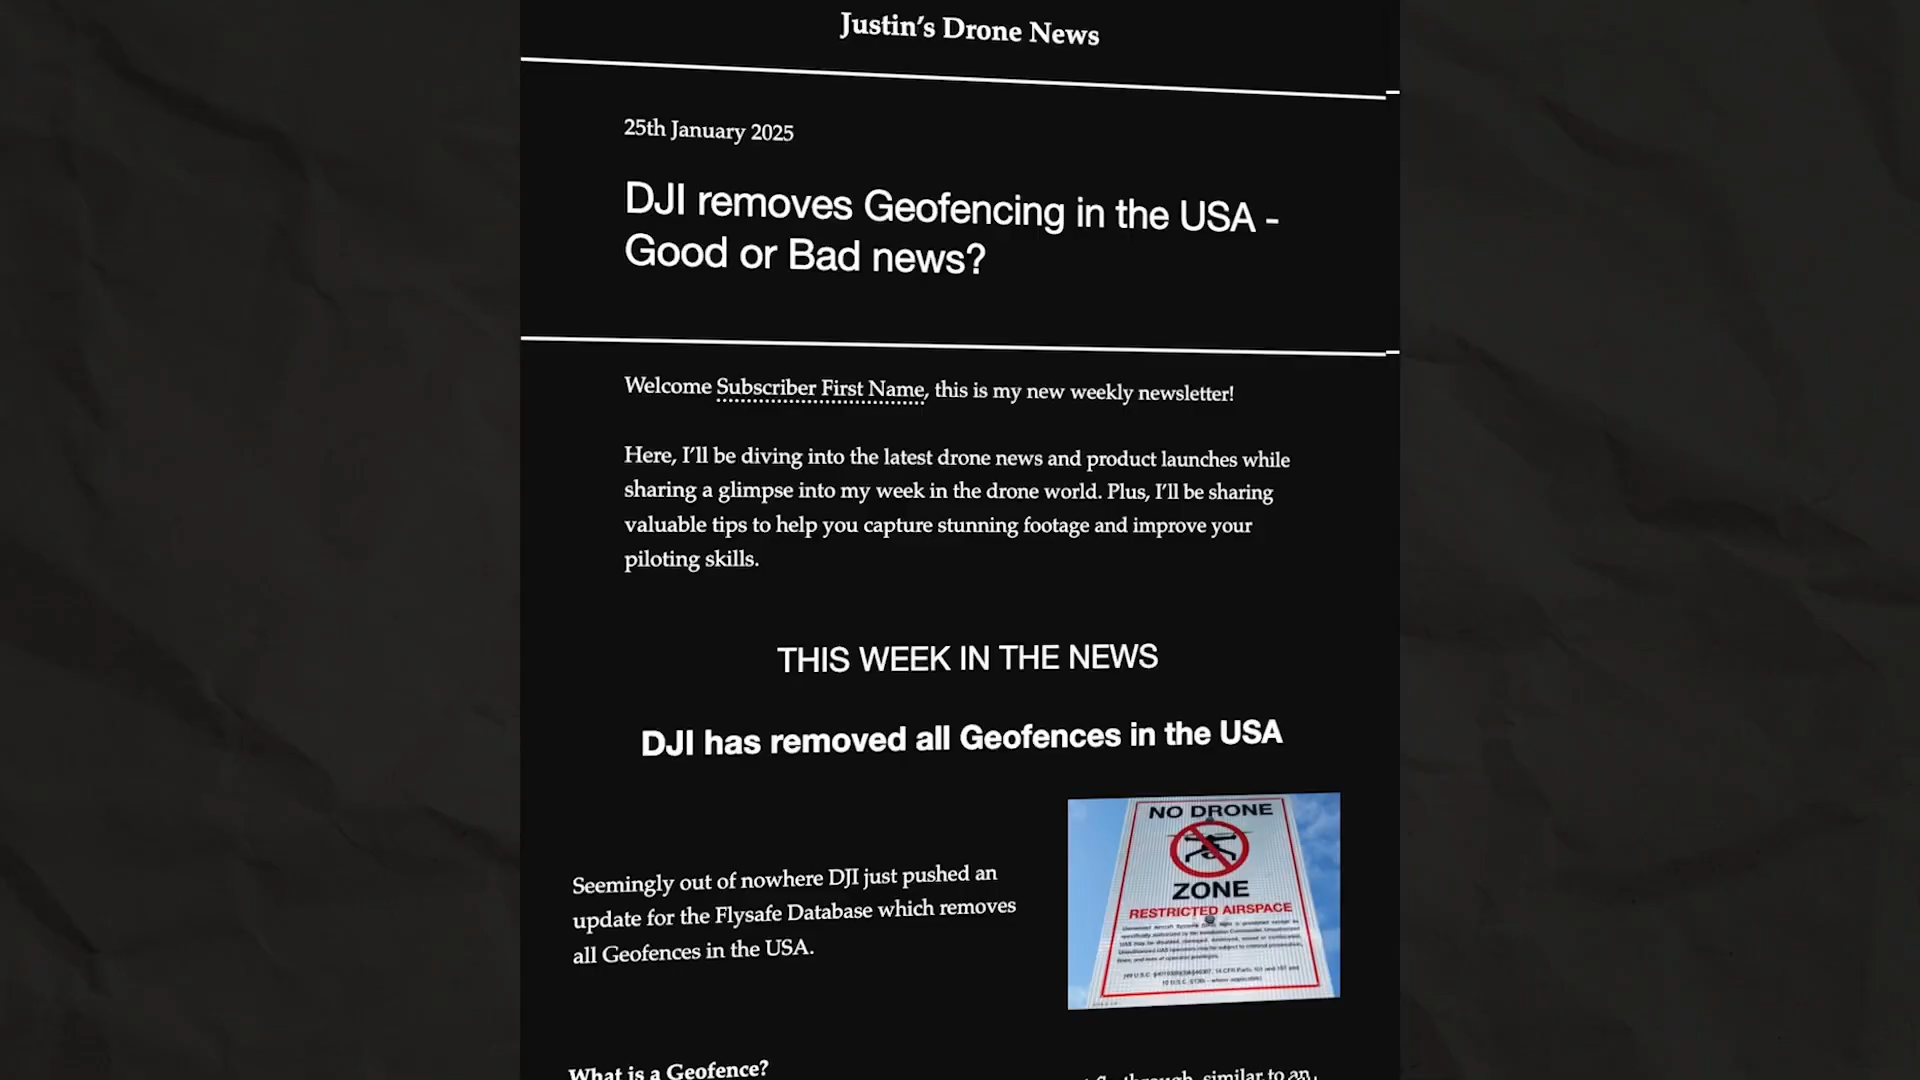 Justin's Drone News
25th January 2025
DJI removes Geofencing in the USA -
Good or Bad news?
Welcome Subscriber First Name, this is my new weekly newsletter!
Here, I'll be diving into the latest drone news and product launches while
sharing a glimpse into my week in the drone world. Plus, I'll be sharing
valuable tips to help you capture stunning footage and improve your
piloting skills.
THIS WEEK IN THE NEWS
DJI has removed all Geofences in the USA
Seemingly out of nowhere DJI just pushed an
update for the Flysafe Database which removes
all Geofences in the USA.
NO DRONE
ZONE
RESTRICTED AIRSPACE
What is a Geofence?
through, similar to an